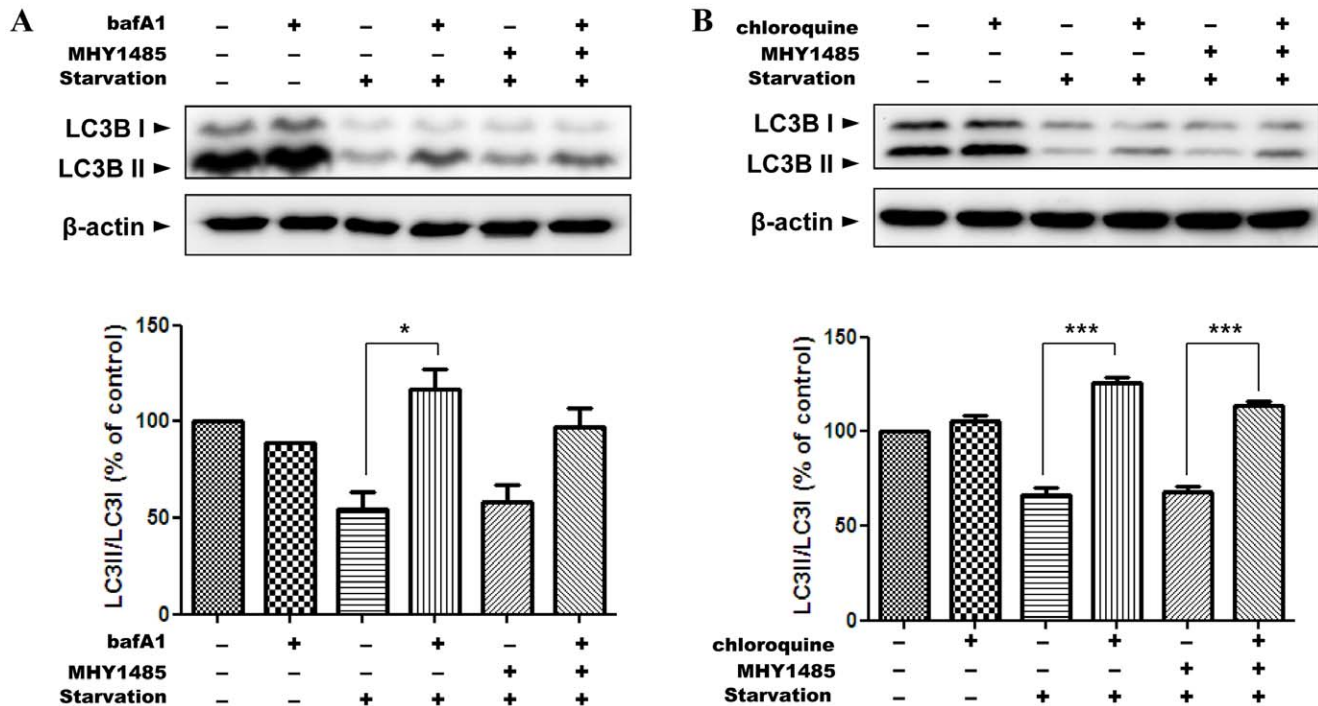 A
bafA1 – + – + – +
MHY1485 – – – – + +
Starvation – – + + + +
LC3B I ►
LC3B II ►
β-actin ►
LC3II/LC3I (% of control)
150
100
50
0
*
bafA1 – + – + – +
MHY1485 – – – – + +
Starvation – – + + + +
B
chloroquine – + – + – +
MHY1485 – – – – + +
Starvation – – + + + +
LC3B I ►
LC3B II ►
β-actin ►
LC3II/LC3I (% of control)
150
100
50
0
*** ***
chloroquine – + – + – +
MHY1485 – – – – + +
Starvation – – + + + +